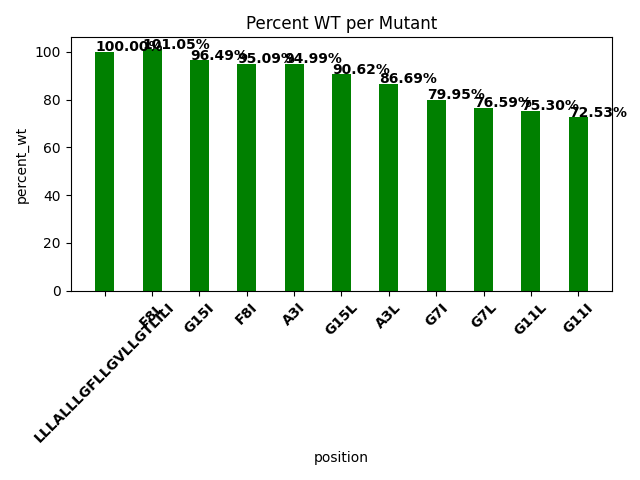 Percent WT per Mutant
100.00%
101.05%
96.49%
95.09%
94.99%
90.62%
86.69%
79.95%
76.59%
75.30%
72.53%
percent_wt
100
80
60
40
20
0
LLLALLLGFLLGVLLGTLILI
F8L
G15I
F8I
A3I
G15L
A3L
G7I
G7L
G11L
G11I
position